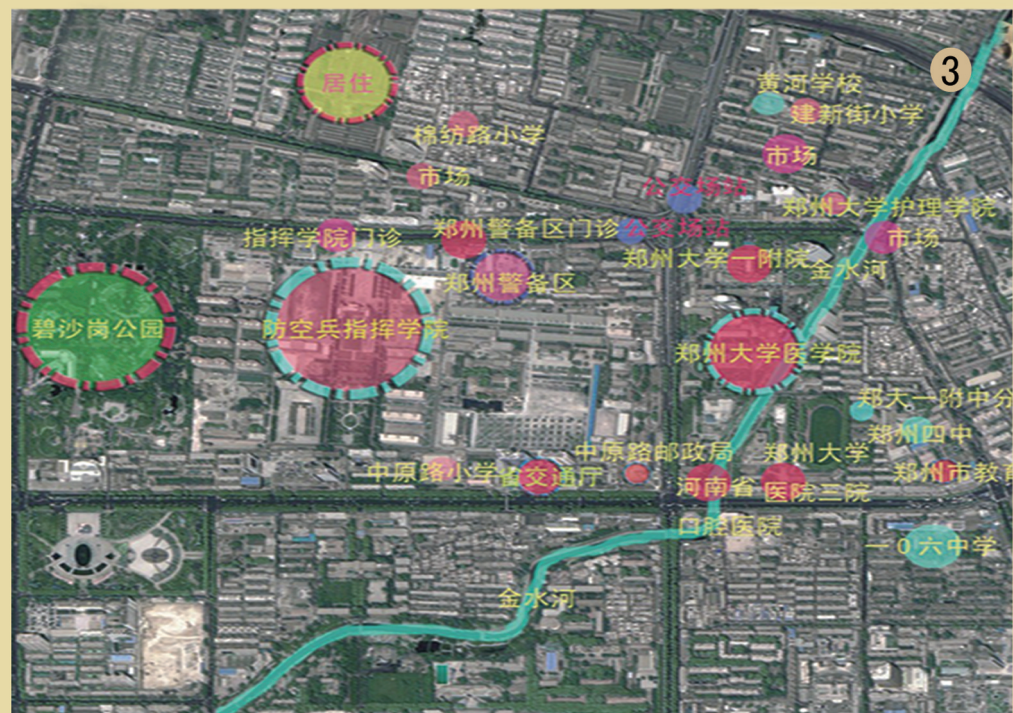 3
居住
黄河学校
建新街小学
棉纺路小学
市场
市场
公交场站
郑州大学护理学院
指挥学院门诊
郑州警备区门诊
公交场站
市场
郑州大学一附院
金水河
郑州警备区
碧沙岗公园
防空兵指挥学院
郑州大学医学院
郑大一附中分
郑州四中
中原路邮政局
郑州大学
中原路小学
省交通厅
河南省
医院三院
郑州市教育
口腔医院
一0六中学
金水河